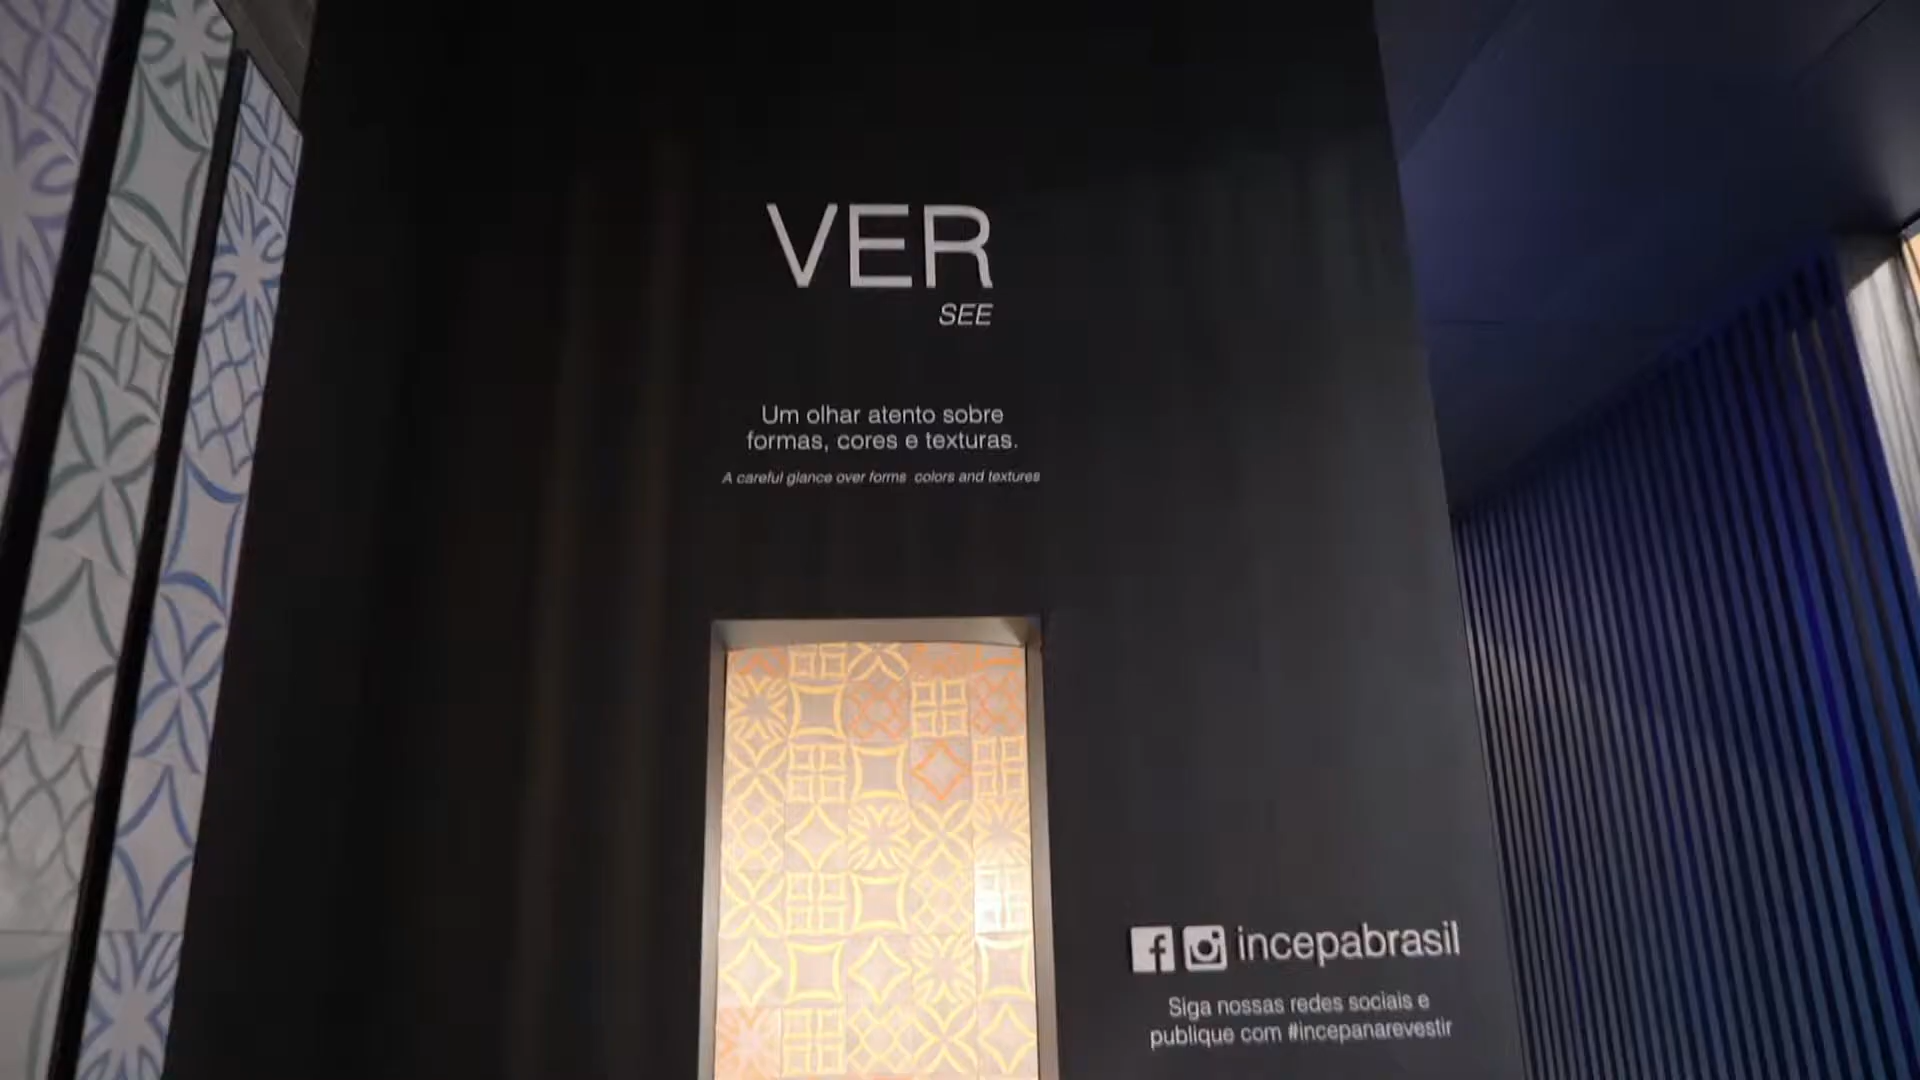 VER
SEE
Um olhar atento sobre
formas, cores e texturas.
A careful glance over forms colors and textures
incepabrasil
Siga nossas redes sociais e
publique com #incepanarevestir